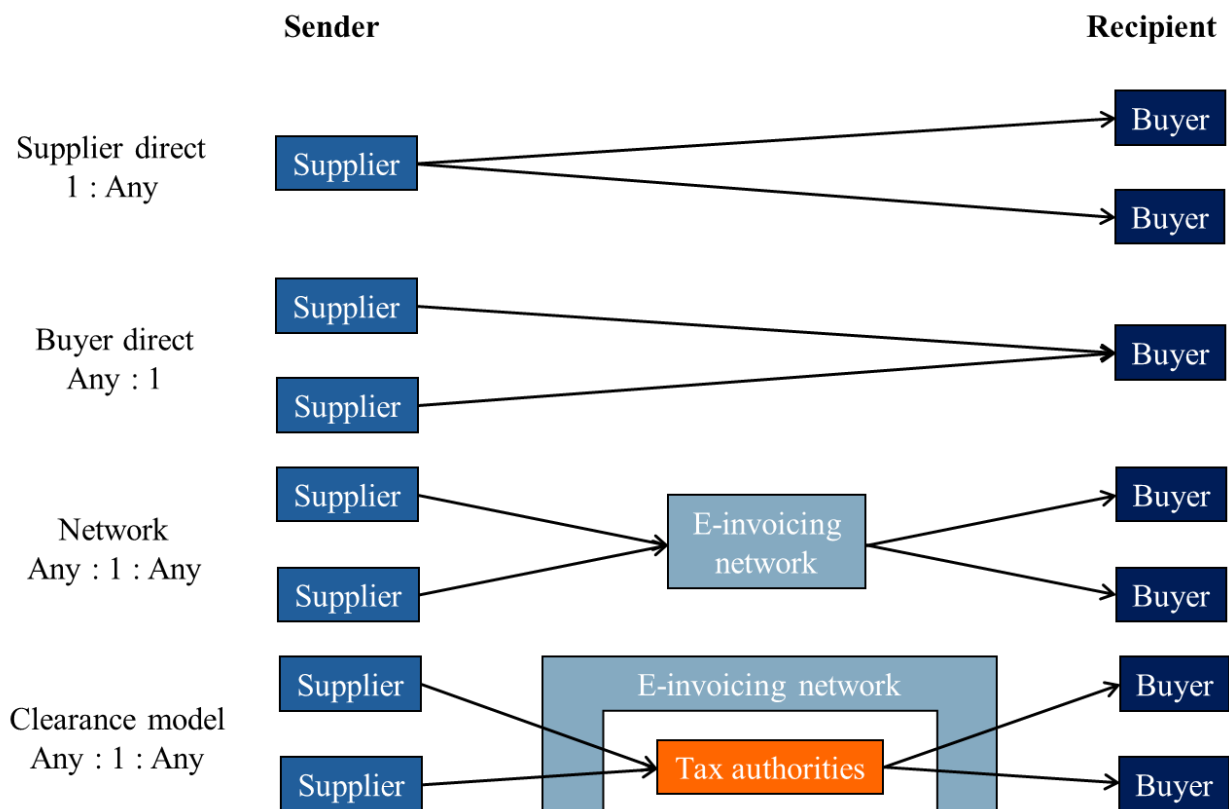 Sender
Recipient
Supplier direct
1 : Any
Supplier
Buyer
Buyer
Buyer direct
Any : 1
Supplier
Supplier
Buyer
Network
Any : 1 : Any
Supplier
Supplier
E-invoicing
network
Buyer
Buyer
Clearance model
Any : 1 : Any
Supplier
Supplier
E-invoicing network
Tax authorities
Buyer
Buyer